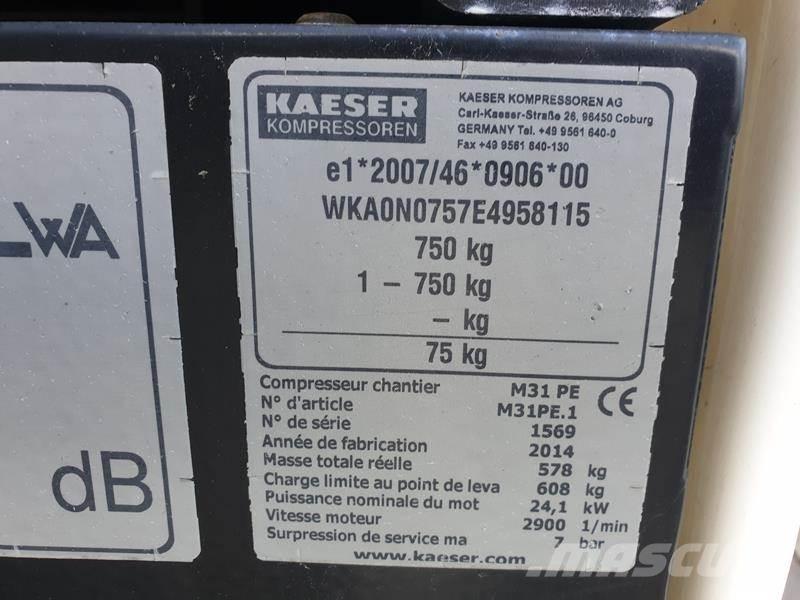 LWA
dB
KAESER
KOMPRESSOREN
KAESER KOMPRESSOREN AG
Carl-Kaeser-Straße 26, 96450 Coburg
GERMANY Tel. +49 9561 640-0
Fax +49 9561 640-130
e1*2007/46*0906*00
WKA0N0757E4958115
750 kg
1 – 750 kg
– kg
75 kg
Compresseur chantier M31 PE
N° d'article M31PE.1
N° de série 1569
Année de fabrication 2014
Masse totale réelle 578 kg
Charge limite au point de leva 608 kg
Puissance nominale du mot 24,1 kW
Vitesse moteur 2900 1/min
Surpression de service ma 7 bar
CE
www.kaeser.com